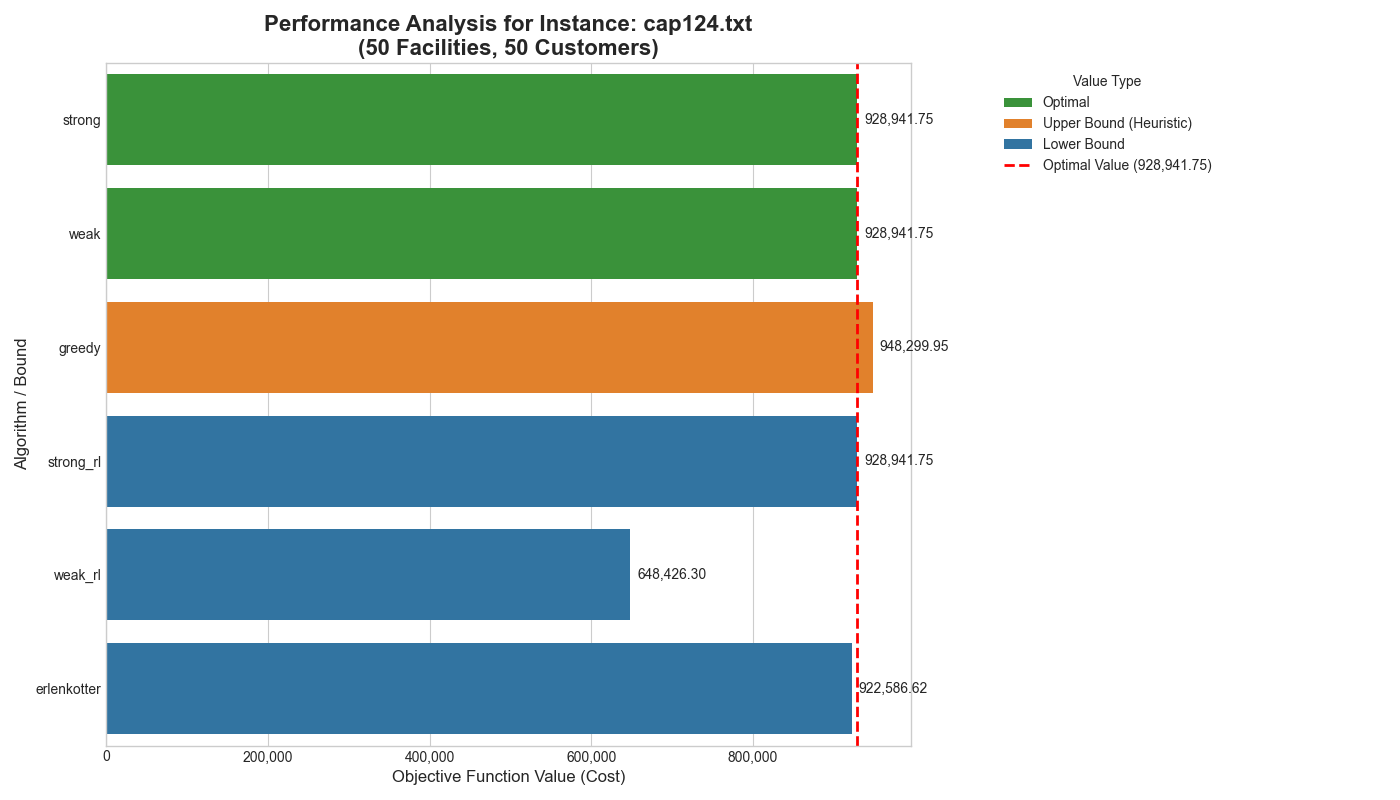 Performance Analysis for Instance: cap124.txt
(50 Facilities, 50 Customers)
Value Type
Optimal
Upper Bound (Heuristic)
Lower Bound
Optimal Value (928,941.75)
Algorithm / Bound
strong
928,941.75
weak
928,941.75
greedy
948,299.95
strong_rl
928,941.75
weak_rl
648,426.30
erlenkotter
922,586.62
0
200,000
400,000
600,000
800,000
Objective Function Value (Cost)